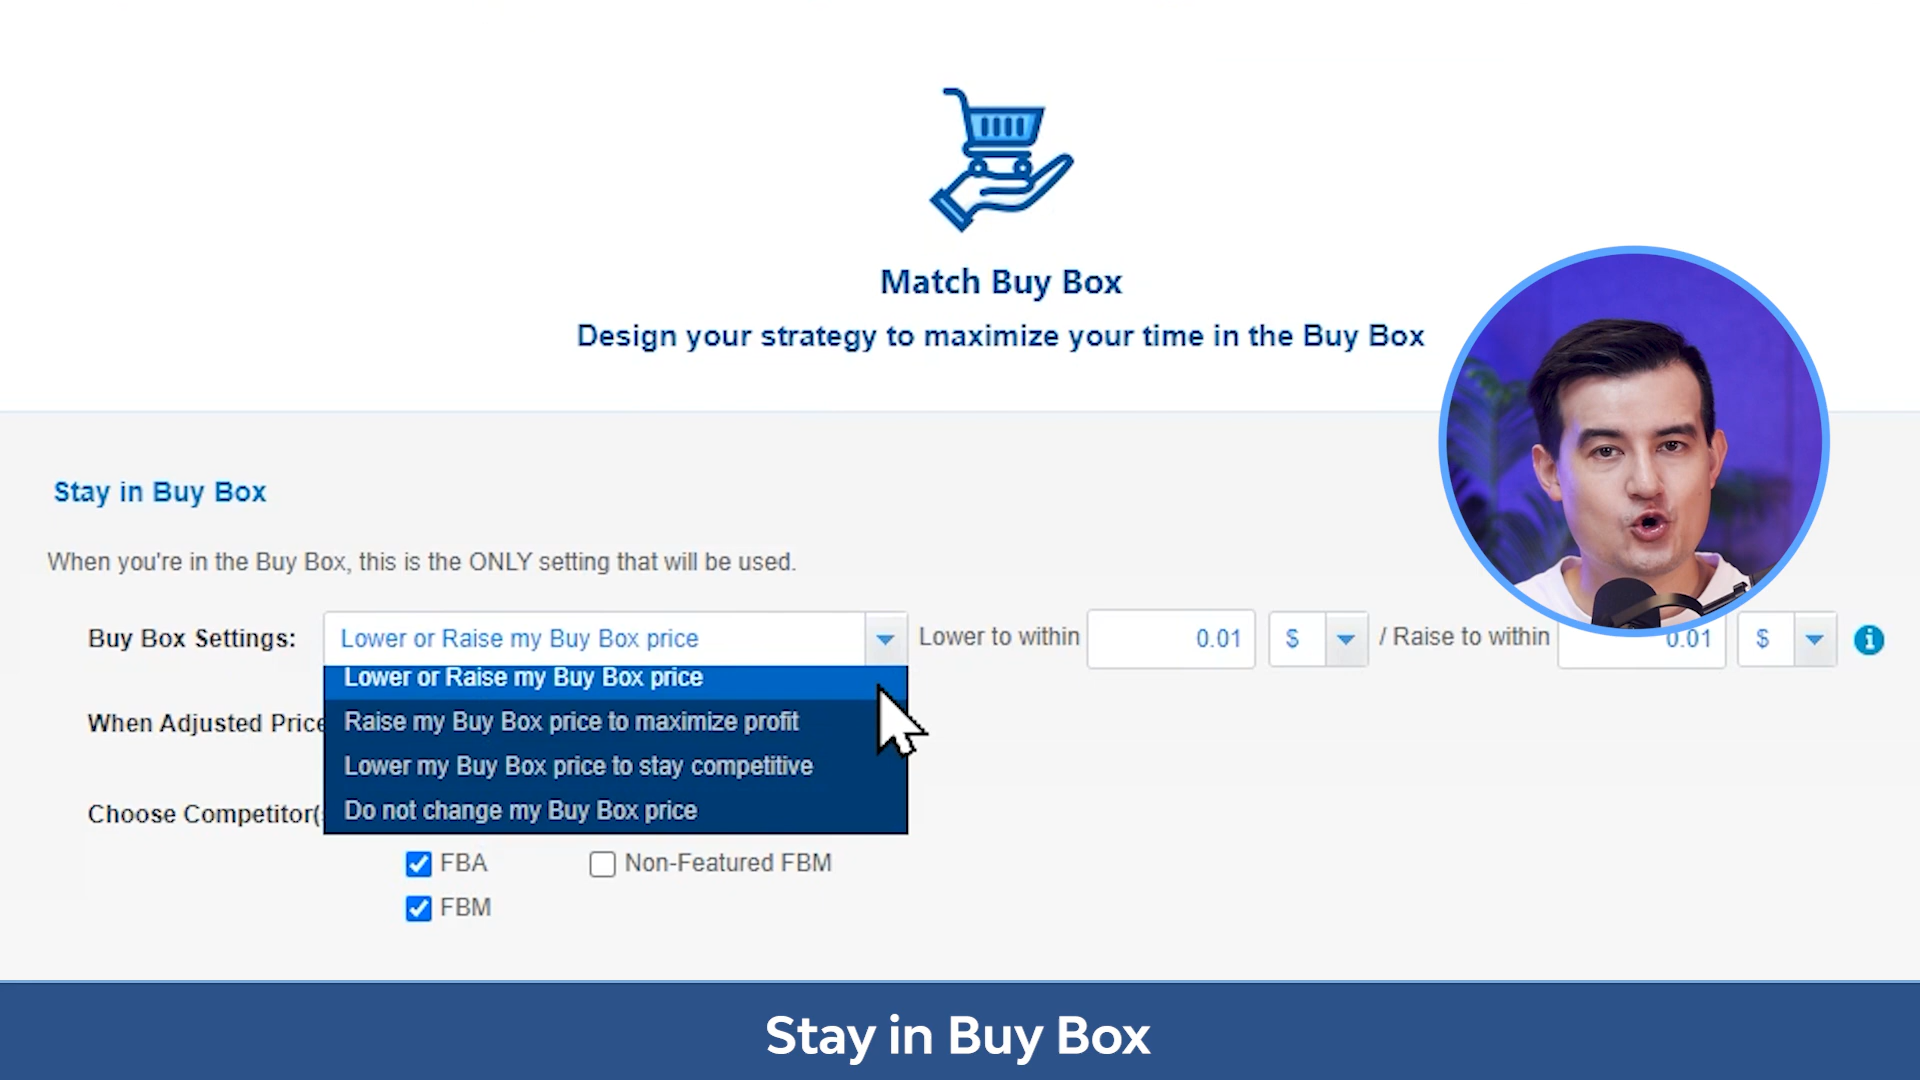 Match Buy Box
Design your strategy to maximize your time in the Buy Box
Stay in Buy Box
When you're in the Buy Box, this is the ONLY setting that will be used.
Buy Box Settings: Lower or Raise my Buy Box price Lower to within 0.01 $ / Raise to within 0.01 $
Lower or Raise my Buy Box price
When Adjusted Price Raise my Buy Box price to maximize profit
Lower my Buy Box price to stay competitive
Choose Competitor( Do not change my Buy Box price
FBA Non-Featured FBM
FBM
Stay in Buy Box